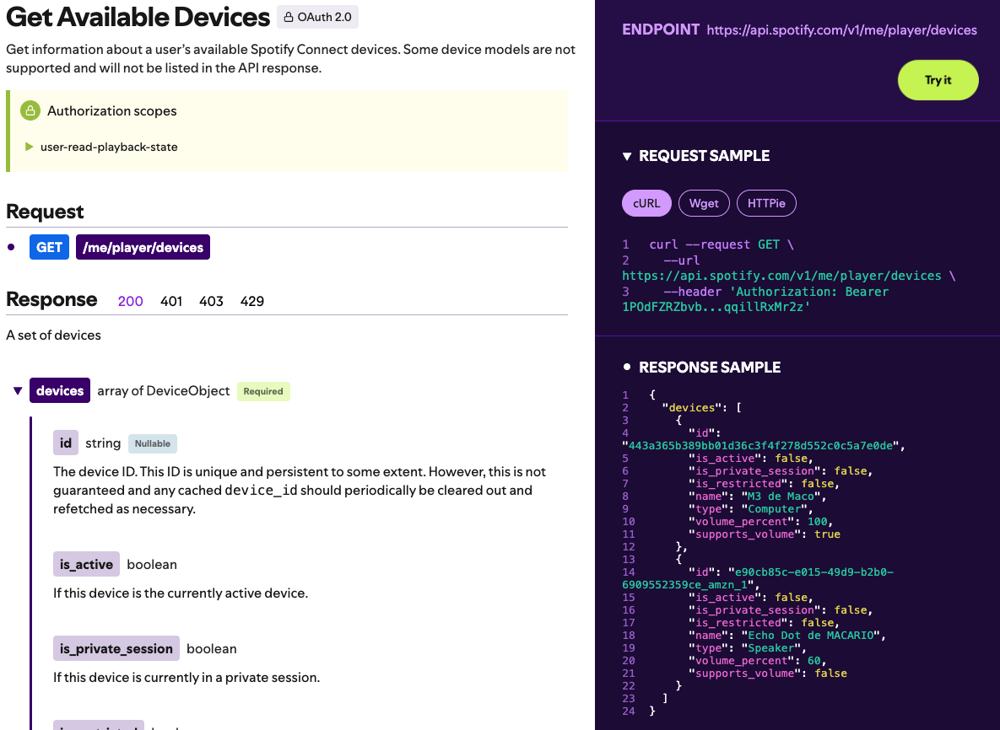 Get Available Devices OAuth 2.0
Get information about a user's available Spotify Connect devices. Some device models are not
supported and will not be listed in the API response.
Authorization scopes
user-read-playback-state
Request
GET /me/player/devices
Response 200 401 403 429
A set of devices
devices array of DeviceObject Required
id string Nullable
The device ID. This ID is unique and persistent to some extent. However, this is not
guaranteed and any cached device_id should periodically be cleared out and
refetched as necessary.
is_active boolean
If this device is the currently active device.
is_private_session boolean
If this device is currently in a private session.
ENDPOINT https://api.spotify.com/v1/me/player/devices
Try it
REQUEST SAMPLE
cURL Wget HTTPie
1 curl --request GET \
2 --url
https://api.spotify.com/v1/me/player/devices \
3 --header 'Authorization: Bearer
1POdFZRZbvb...qqillRxMr2z'
RESPONSE SAMPLE
1 {
2 "devices": [
3 {
4 "id":
"443a365b389bb01d36c3f4f278d552c0c5a7e0de",
5 "is_active": false,
6 "is_private_session": false,
7 "is_restricted": false,
8 "name": "M3 de Maco",
9 "type": "Computer",
10 "volume_percent": 100,
11 "supports_volume": true
12 },
13 {
14 "id": "e90cb85c-e015-49d9-b2b0-
6909552359ce_amzn_1",
15 "is_active": false,
16 "is_private_session": false,
17 "is_restricted": false,
18 "name": "Echo Dot de MACARIO",
19 "type": "Speaker",
20 "volume_percent": 60,
21 "supports_volume": false
22 }
23 ]
24 }